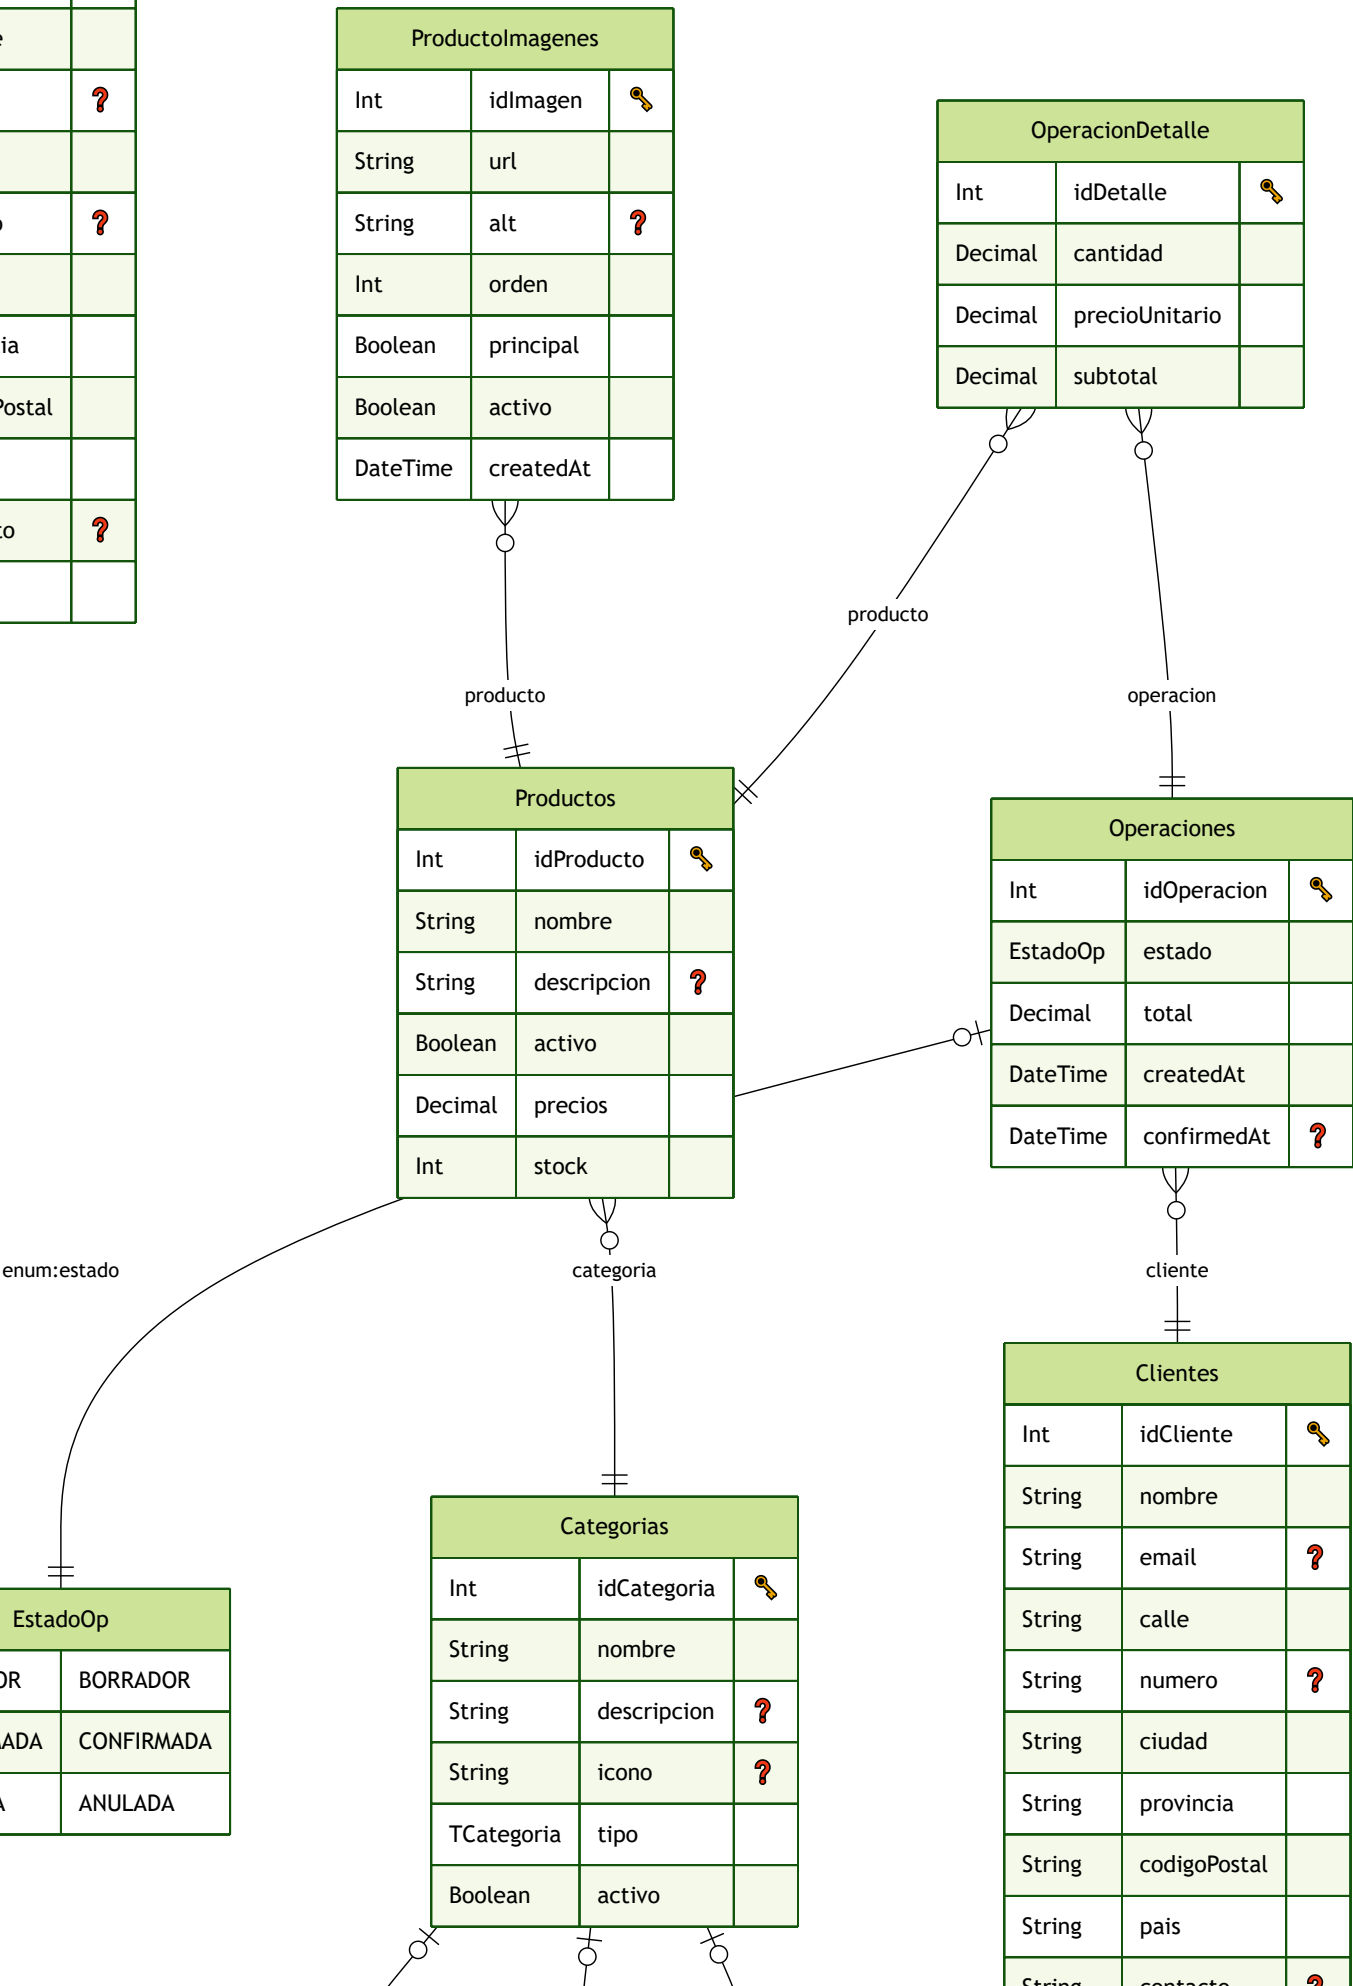 ia
Postal
ProductoImagenes
Int idImagen
String url
String alt
Int orden
Boolean principal
Boolean activo
DateTime createdAt
OperacionDetalle
Int idDetalle
Decimal cantidad
Decimal precioUnitario
Decimal subtotal
producto
producto
operacion
Productos
Int idProducto
String nombre
String descripcion
Boolean activo
Decimal precios
Int stock
Operaciones
Int idOperacion
EstadoOp estado
Decimal total
DateTime createdAt
DateTime confirmedAt
enum:estado
categoria
cliente
EstadoOp
OR BORRADOR
ADA CONFIRMADA
A ANULADA
Categorias
Int idCategoria
String nombre
String descripcion
String icono
TCategoria tipo
Boolean activo
Clientes
Int idCliente
String nombre
String email
String calle
String numero
String ciudad
String provincia
String codigoPostal
String pais
String contacto